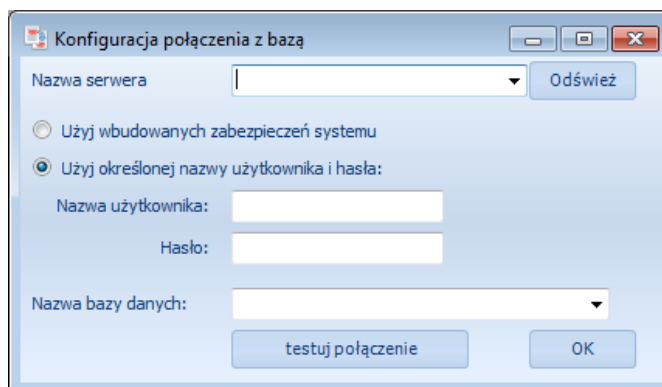 Konfiguracja połączenia z bazą
Nazwa serwera Odśwież
Użyj wbudowanych zabezpieczeń systemu
Użyj określonej nazwy użytkownika i hasła:
Nazwa użytkownika:
Hasło:
Nazwa bazy danych:
testuj połączenie OK